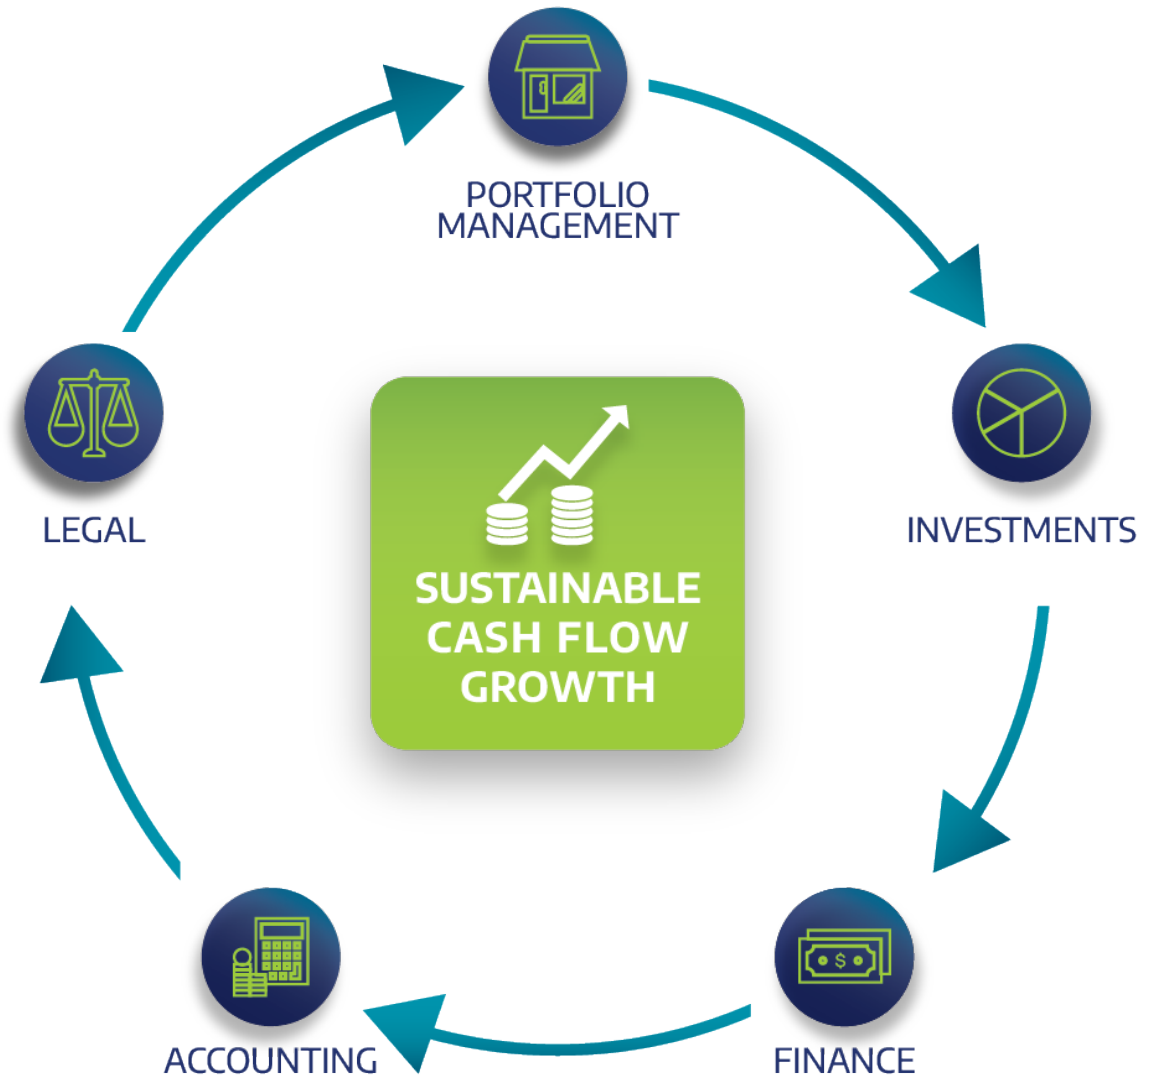 PORTFOLIO
MANAGEMENT
LEGAL
INVESTMENTS
SUSTAINABLE
CASH FLOW
GROWTH
$
ACCOUNTING
FINANCE